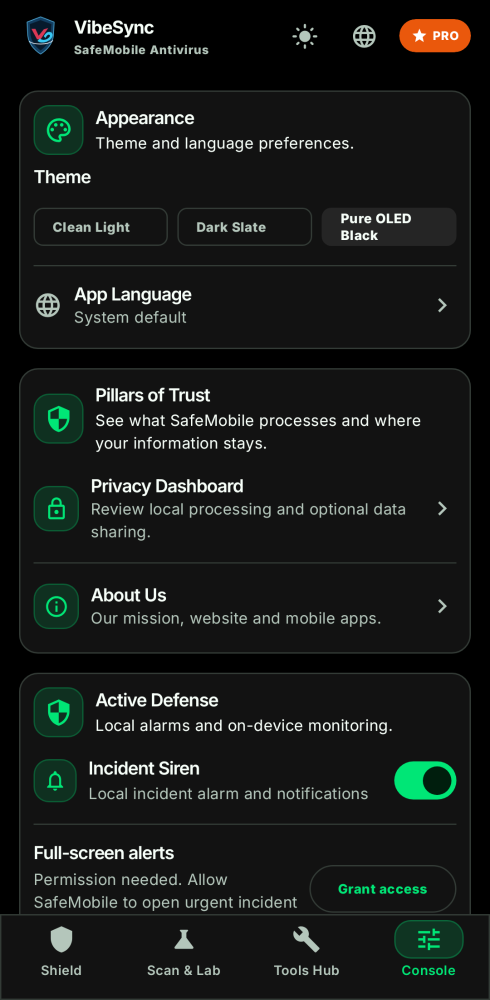 VibeSync
SafeMobile Antivirus
PRO
Appearance
Theme and language preferences.
Theme
Clean Light
Dark Slate
Pure OLED
Black
App Language
System default
Pillars of Trust
See what SafeMobile processes and where
your information stays.
Privacy Dashboard
Review local processing and optional data
sharing.
About Us
Our mission, website and mobile apps.
Active Defense
Local alarms and on-device monitoring.
Incident Siren
Local incident alarm and notifications
Full-screen alerts
Permission needed. Allow
SafeMobile to open urgent incident
Grant access
Shield
Scan & Lab
Tools Hub
Console